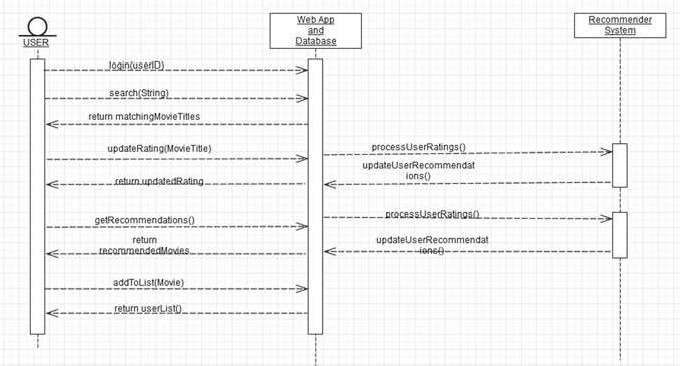 USER
Web App
and
Database
Recommender
System
login(userID)
search(String)
return matchingMovieTitles
updateRating(MovieTitle)
processUserRatings()
updateUserRecommendat
ions()
return updatedRating
getRecommendations()
processUserRatings()
return
recommendedMovies
updateUserRecommendat
ions()
addToList(Movie)
return userList()